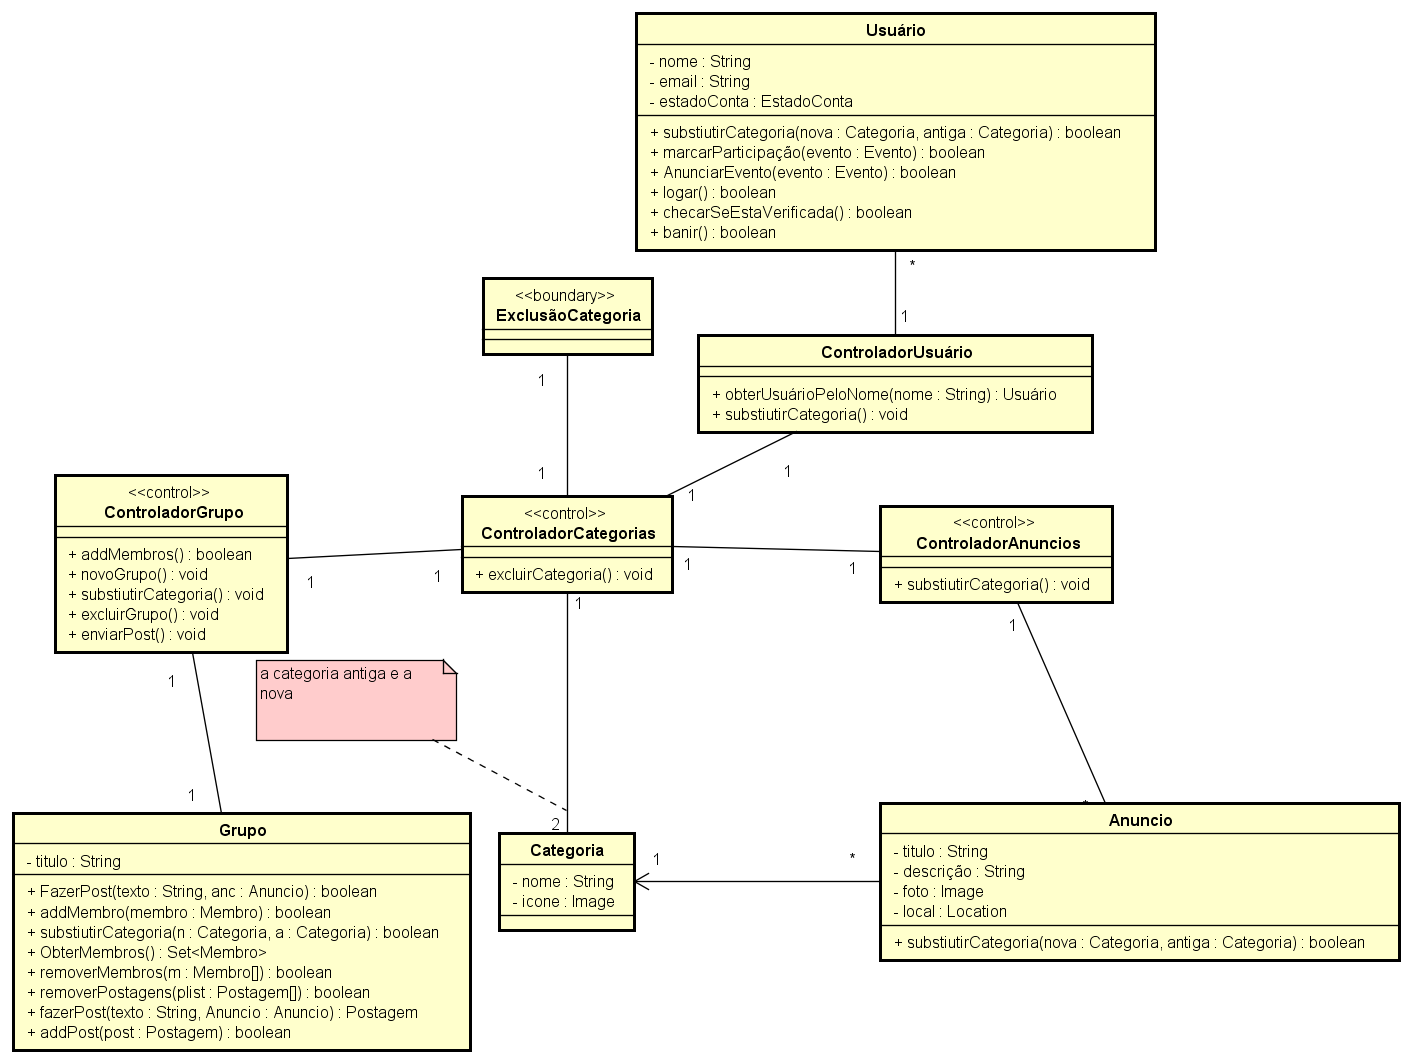 Usuário
- nome : String
- email : String
- estadoConta : EstadoConta
+ substiutirCategoria(nova : Categoria, antiga : Categoria) : boolean
+ marcarParticipação(evento : Evento) : boolean
+ AnunciarEvento(evento : Evento) : boolean
+ logar() : boolean
+ checarSeEstaVerificada() : boolean
+ banir() : boolean
*
1
<<boundary>>
ExclusãoCategoria
1
1
ControladorUsuário
+ obterUsuárioPeloNome(nome : String) : Usuário
+ substiutirCategoria() : void
1
1
<<control>>
ControladorGrupo
+ addMembros() : boolean
+ novoGrupo() : void
+ substiutirCategoria() : void
+ excluirGrupo() : void
+ enviarPost() : void
1
1
<<control>>
ControladorCategorias
+ excluirCategoria() : void
1
1
<<control>>
ControladorAnuncios
+ substiutirCategoria() : void
1
1
1
a categoria antiga e a
nova
1
2
*
Grupo
- titulo : String
+ FazerPost(texto : String, anc : Anuncio) : boolean
+ addMembro(membro : Membro) : boolean
+ substiutirCategoria(n : Categoria, a : Categoria) : boolean
+ ObterMembros() : Set<Membro>
+ removerMembros(m : Membro[]) : boolean
+ removerPostagens(plist : Postagem[]) : boolean
+ fazerPost(texto : String, Anuncio : Anuncio) : Postagem
+ addPost(post : Postagem) : boolean
Categoria
- nome : String
- icone : Image
1
*
Anuncio
- titulo : String
- descrição : String
- foto : Image
- local : Location
+ substiutirCategoria(nova : Categoria, antiga : Categoria) : boolean